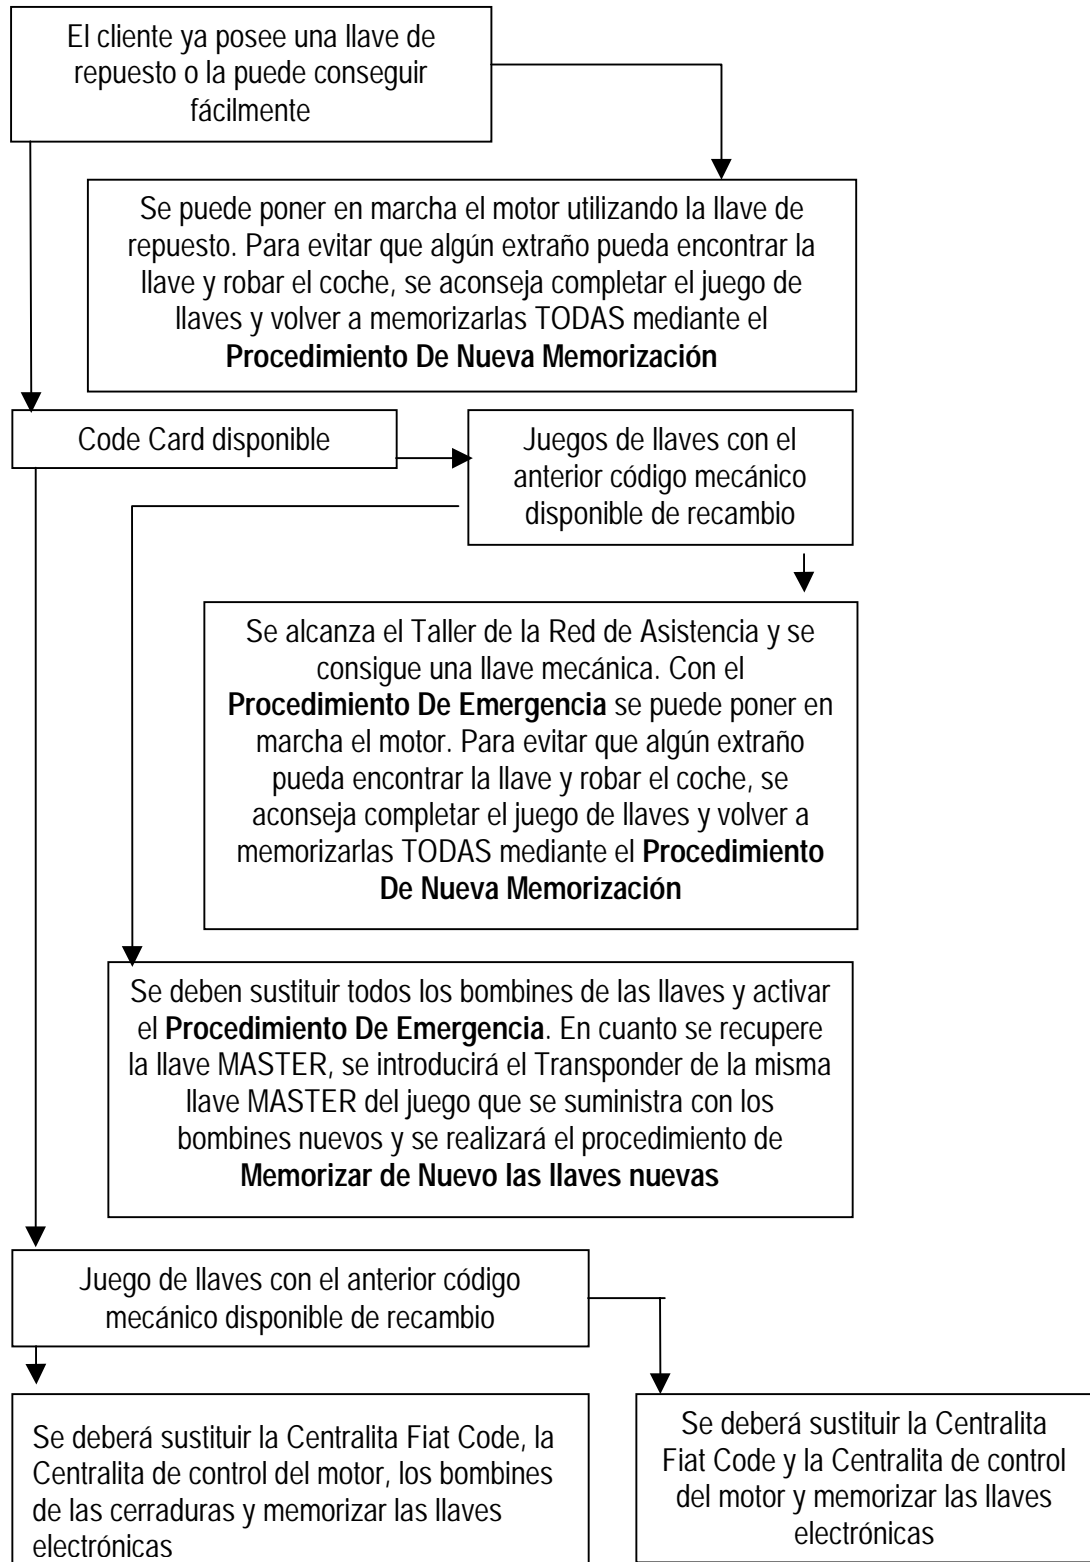 El cliente ya posee una llave de
repuesto o la puede conseguir
fácilmente
Se puede poner en marcha el motor utilizando la llave de
repuesto. Para evitar que algún extraño pueda encontrar la
llave y robar el coche, se aconseja completar el juego de
llaves y volver a memorizarlas TODAS mediante el
Procedimiento De Nueva Memorización
Code Card disponible
Juegos de llaves con el
anterior código mecánico
disponible de recambio
Se alcanza el Taller de la Red de Asistencia y se
consigue una llave mecánica. Con el
Procedimiento De Emergencia se puede poner en
marcha el motor. Para evitar que algún extraño
pueda encontrar la llave y robar el coche, se
aconseja completar el juego de llaves y volver a
memorizarlas TODAS mediante el Procedimiento
De Nueva Memorización
Se deben sustituir todos los bombines de las llaves y activar
el Procedimiento De Emergencia. En cuanto se recupere
la llave MASTER, se introducirá el Transponder de la misma
llave MASTER del juego que se suministra con los
bombines nuevos y se realizará el procedimiento de
Memorizar de Nuevo las llaves nuevas
Juego de llaves con el anterior código
mecánico disponible de recambio
Se deberá sustituir la Centralita Fiat Code, la
Centralita de control del motor, los bombines
de las cerraduras y memorizar las llaves
electrónicas
Se deberá sustituir la Centralita
Fiat Code y la Centralita de control
del motor y memorizar las llaves
electrónicas